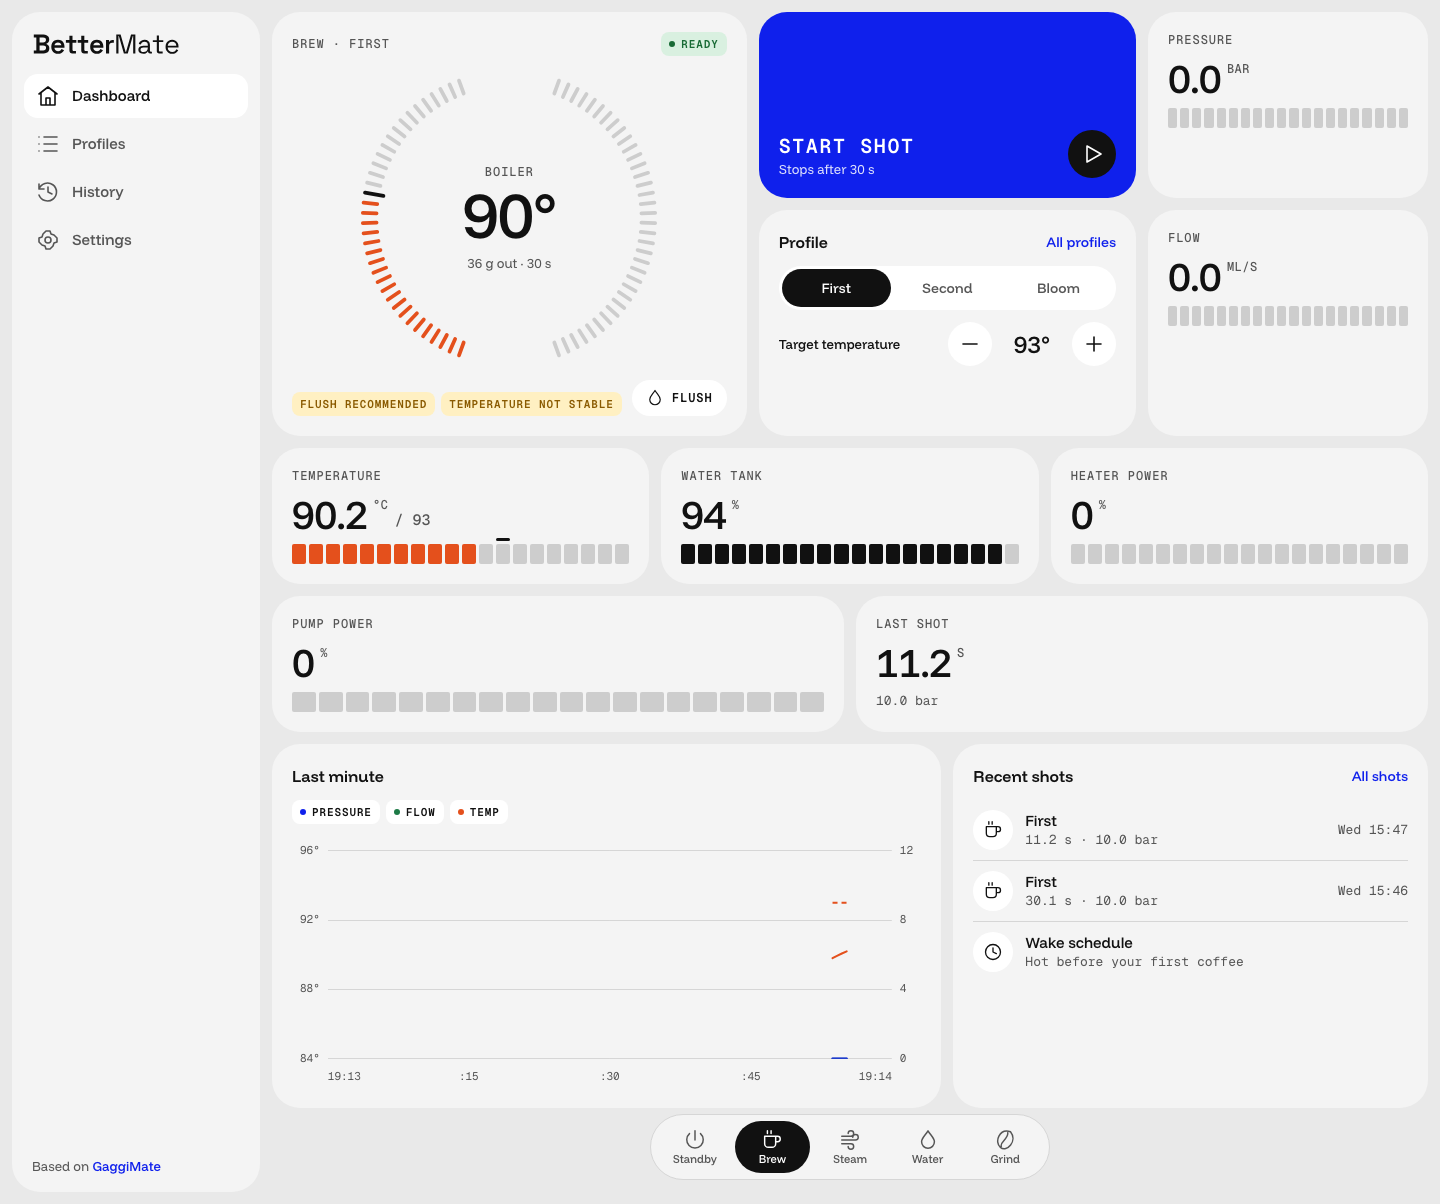 BetterMate
Dashboard
Profiles
History
Settings
Based on GaggiMate
BREW · FIRST
READY
BOILER
90°
36 g out · 30 s
FLUSH RECOMMENDED
TEMPERATURE NOT STABLE
FLUSH
START SHOT
Stops after 30 s
PRESSURE
0.0 BAR
Profile
All profiles
First
Second
Bloom
Target temperature
93°
FLOW
0.0 ML/S
TEMPERATURE
90.2 °C / 93
WATER TANK
94 %
HEATER POWER
0 %
PUMP POWER
0 %
LAST SHOT
11.2 S
10.0 bar
Last minute
PRESSURE
FLOW
TEMP
96° 12
92° 8
88° 4
84° 0
19:13 :15 :30 :45 19:14
Recent shots
All shots
First
11.2 s · 10.0 bar
Wed 15:47
First
30.1 s · 10.0 bar
Wed 15:46
Wake schedule
Hot before your first coffee
Standby
Brew
Steam
Water
Grind